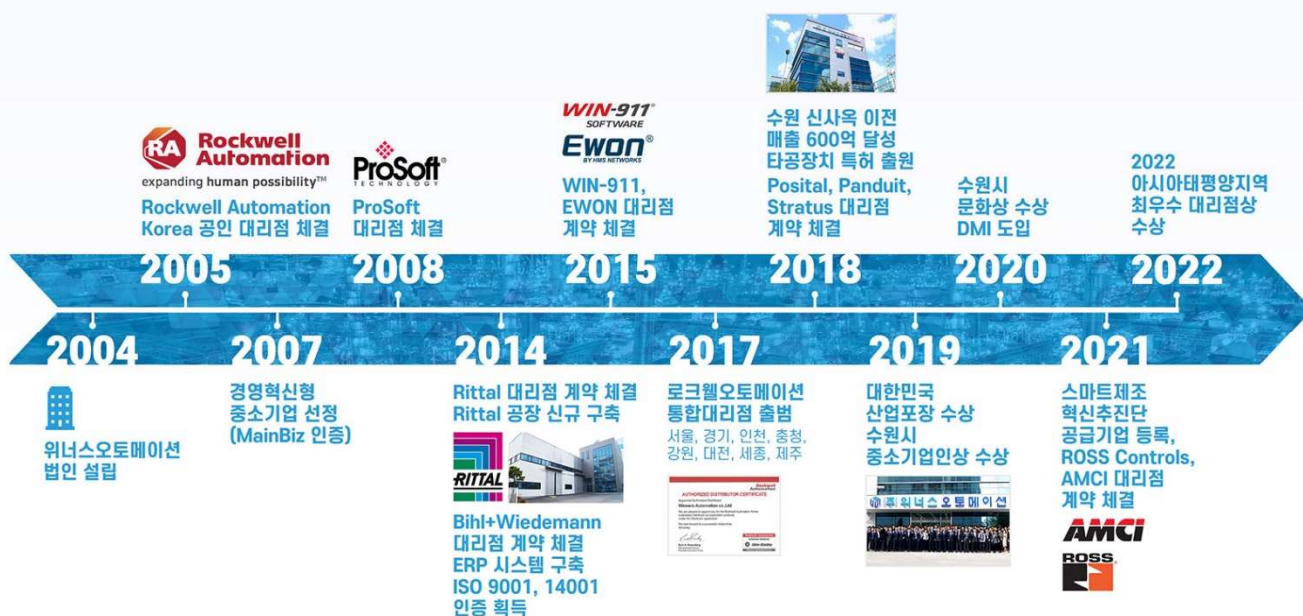 RA Rockwell
Automation
expanding human possibility™
Rockwell Automation
Korea 공인 대리점 체결
2005
ProSoft®
TECHNOLOGY
ProSoft
대리점 체결
2008
WIN-911®
SOFTWARE
Ewon®
BY HMS NETWORKS
WIN-911,
EWON 대리점
계약 체결
2015
수원 신사옥 이전
매출 600억 달성
타공장치 특허 출원
Posital, Panduit,
Stratus 대리점
계약 체결
2018
수원시
문화상 수상
DMI 도입
2020
2022
아시아태평양지역
최우수 대리점상
수상
2022
2004
위너스오토메이션
법인 설립
2007
경영혁신형
중소기업 선정
(MainBiz 인증)
2014
Rittal 대리점 계약 체결
Rittal 공장 신규 구축
RITTAL
Bihl+Wiedemann
대리점 계약 체결
ERP 시스템 구축
ISO 9001, 14001
인증 획득
2017
로크웰오토메이션
통합대리점 출범
서울, 경기, 인천, 충청,
강원, 대전, 세종, 제주
Rockwell
Automation
AUTHORIZED DISTRIBUTOR CERTIFICATE
2019
대한민국
산업포장 수상
수원시
중소기업인상 수상
(주)위너스오토메이션
2021
스마트제조
혁신추진단
공급기업 등록,
ROSS Controls,
AMCI 대리점
계약 체결
AMCI
ROSS